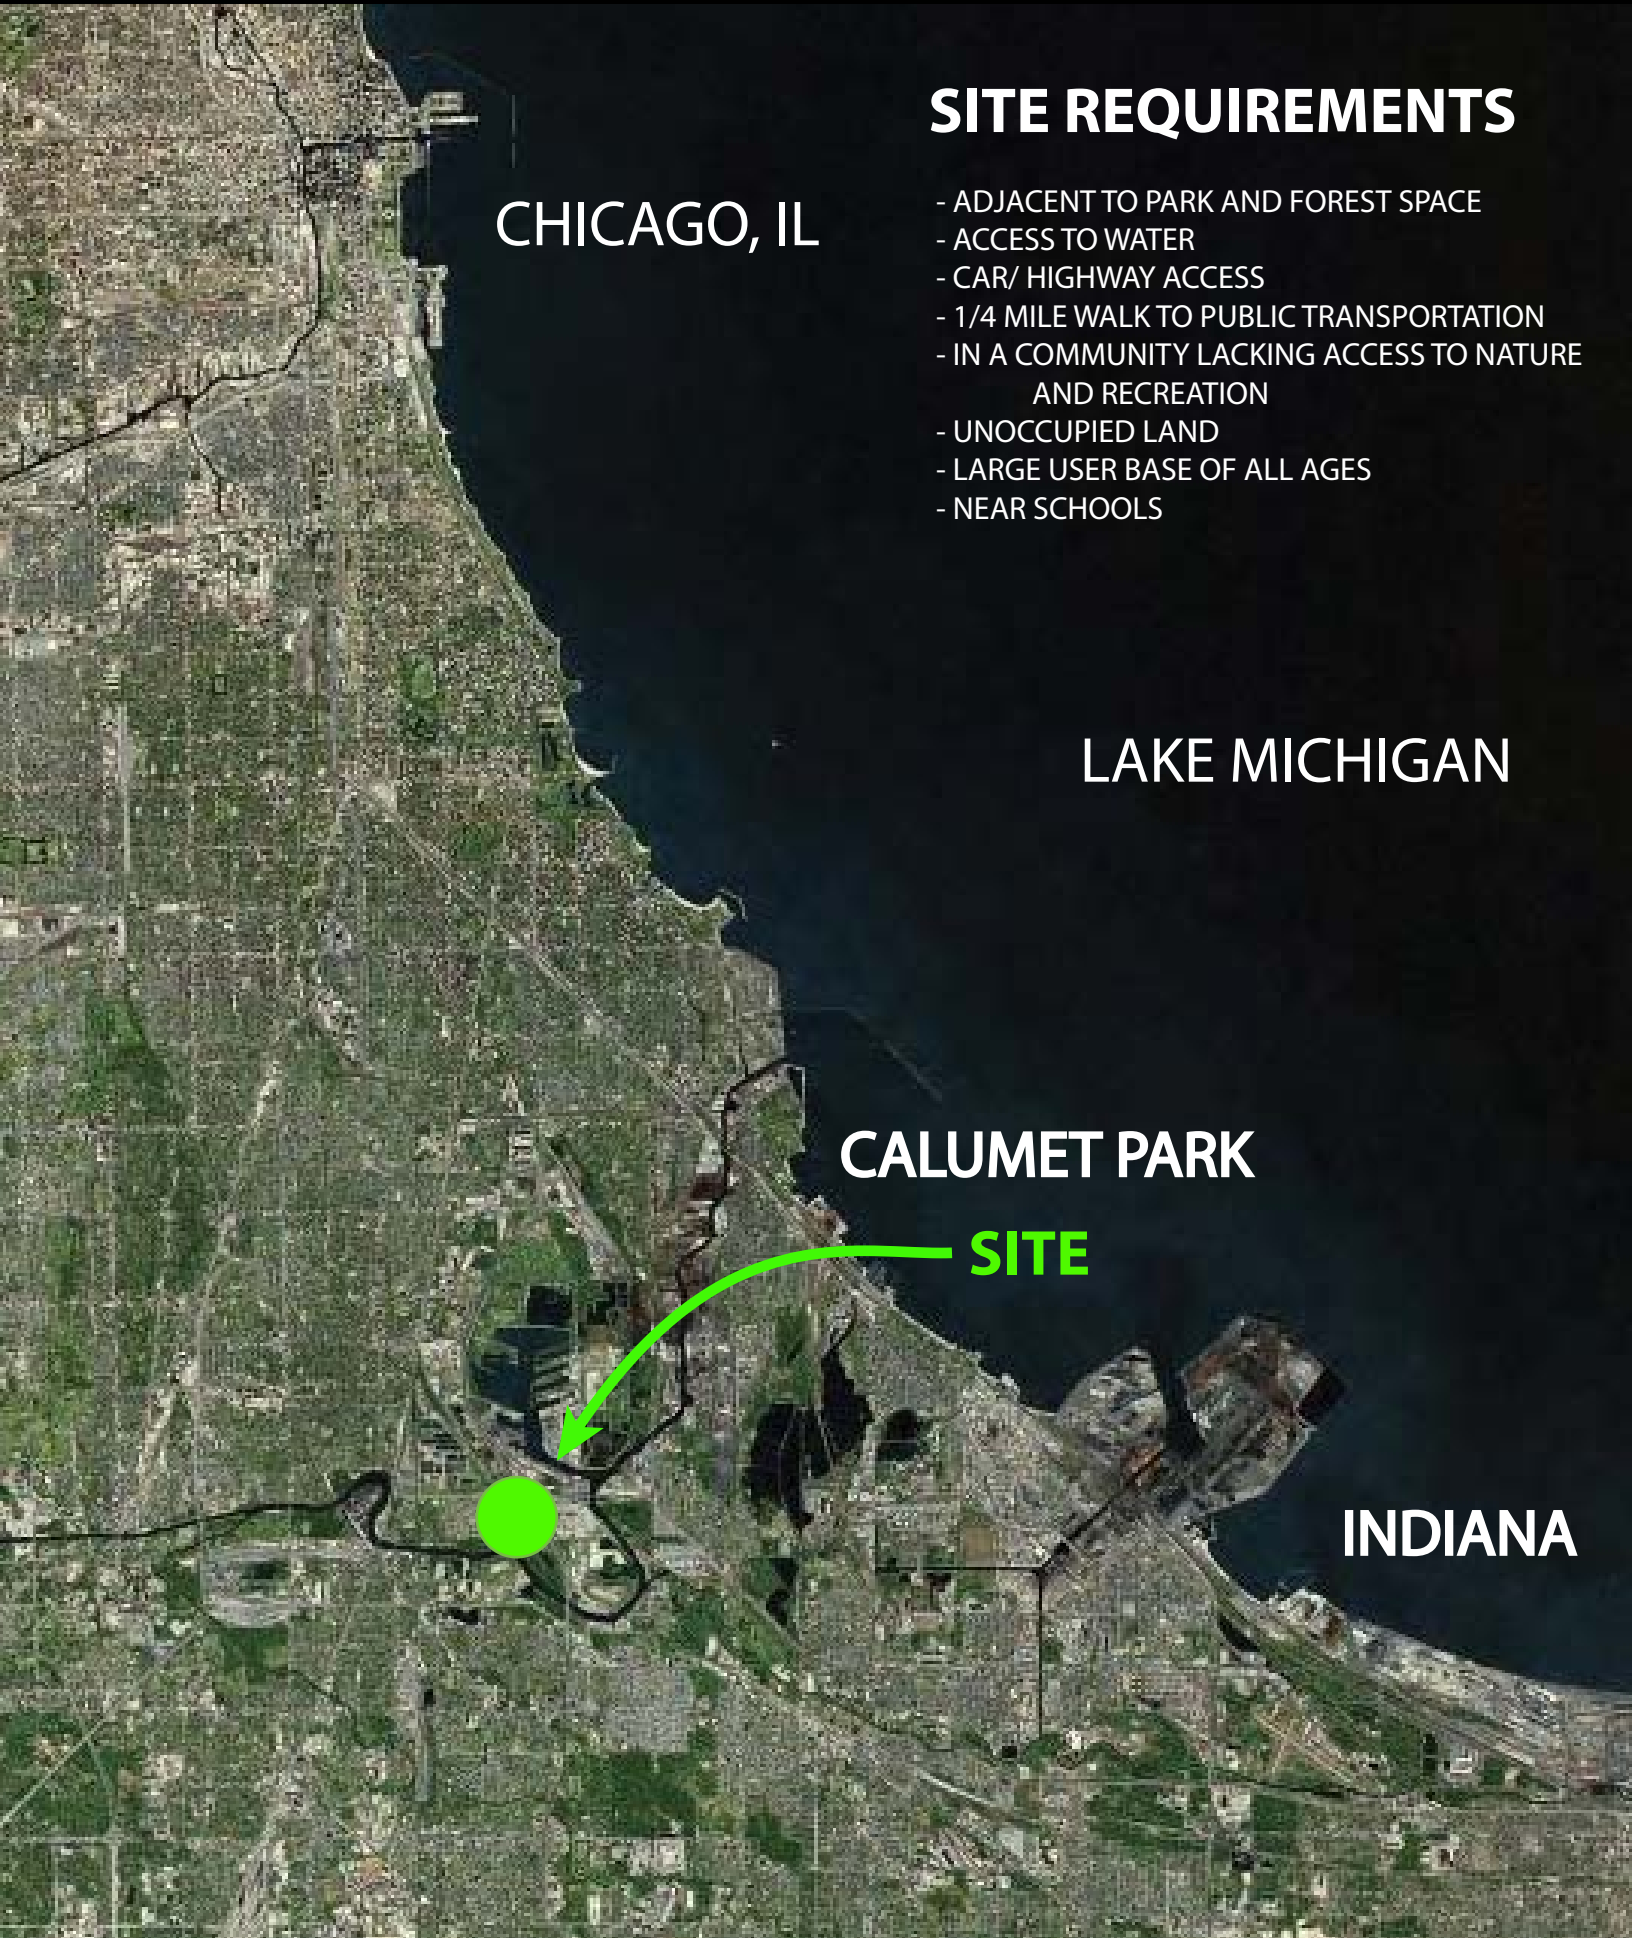 SITE REQUIREMENTS
- ADJACENT TO PARK AND FOREST SPACE
- ACCESS TO WATER
- CAR/ HIGHWAY ACCESS
- 1/4 MILE WALK TO PUBLIC TRANSPORTATION
- IN A COMMUNITY LACKING ACCESS TO NATURE
AND RECREATION
- UNOCCUPIED LAND
- LARGE USER BASE OF ALL AGES
- NEAR SCHOOLS
CHICAGO, IL
LAKE MICHIGAN
CALUMET PARK
SITE
INDIANA